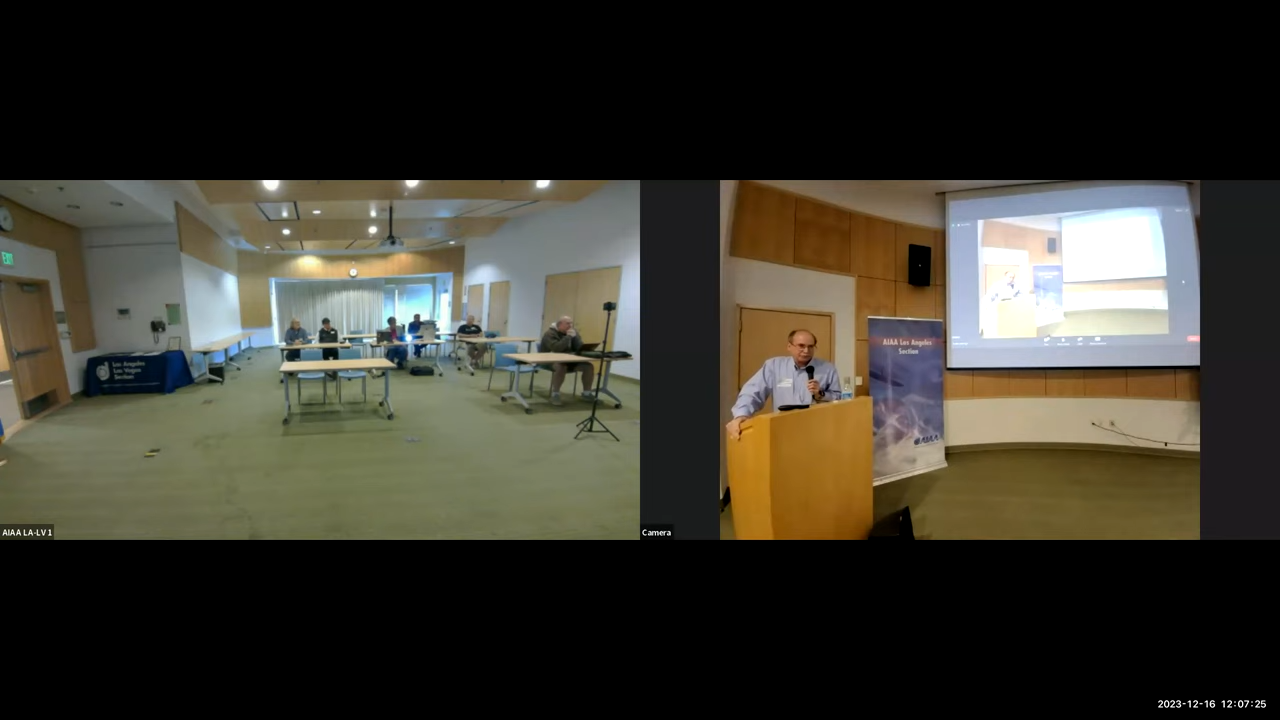 Los Angeles
Las Vegas
Section
AIAA LA-LV 1
AIAA Los Angeles
Section
AIAA
Camera
2023-12-16 12:07:25